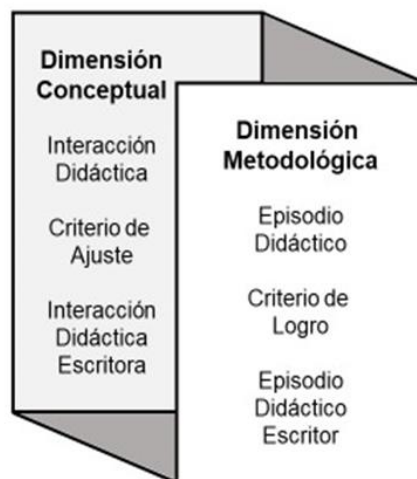 Dimensión
Conceptual
Interacción
Didáctica
Criterio de
Ajuste
Interacción
Didáctica
Escritora
Dimensión
Metodológica
Episodio
Didáctico
Criterio de
Logro
Episodio
Didáctico
Escritor